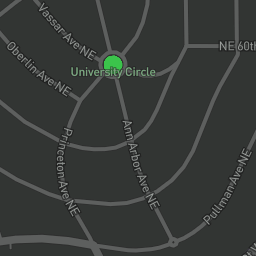 Vassar Ave NE
Oberlin Ave NE
NE 60th
University Circle
Princeton Ave NE
Ann Arbor Ave NE
Pullman Ave NE